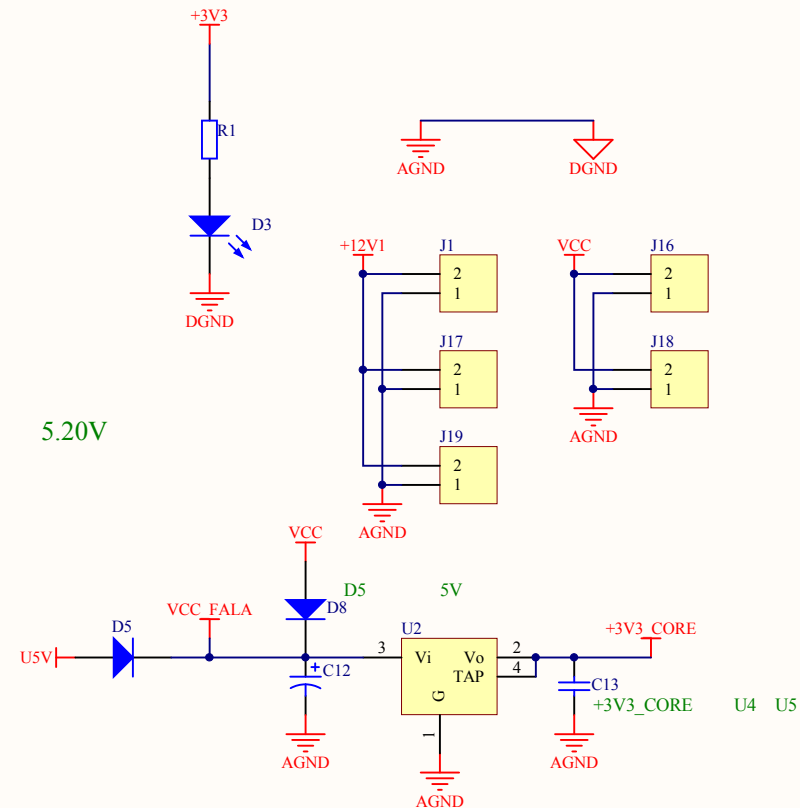 +3V3
R1
D3
DGND
AGND
DGND
+12V1
J1
2
1
J17
2
1
J19
2
1
AGND
VCC
J16
2
1
J18
2
1
AGND
5.20V
VCC
D5 5V
D8
VCC_FALA
D5
U5V
C12
AGND
U2
3
Vi
Vo
2
TAP
4
G
1
AGND
+3V3_CORE
C13
+3V3_CORE U4 U5
AGND